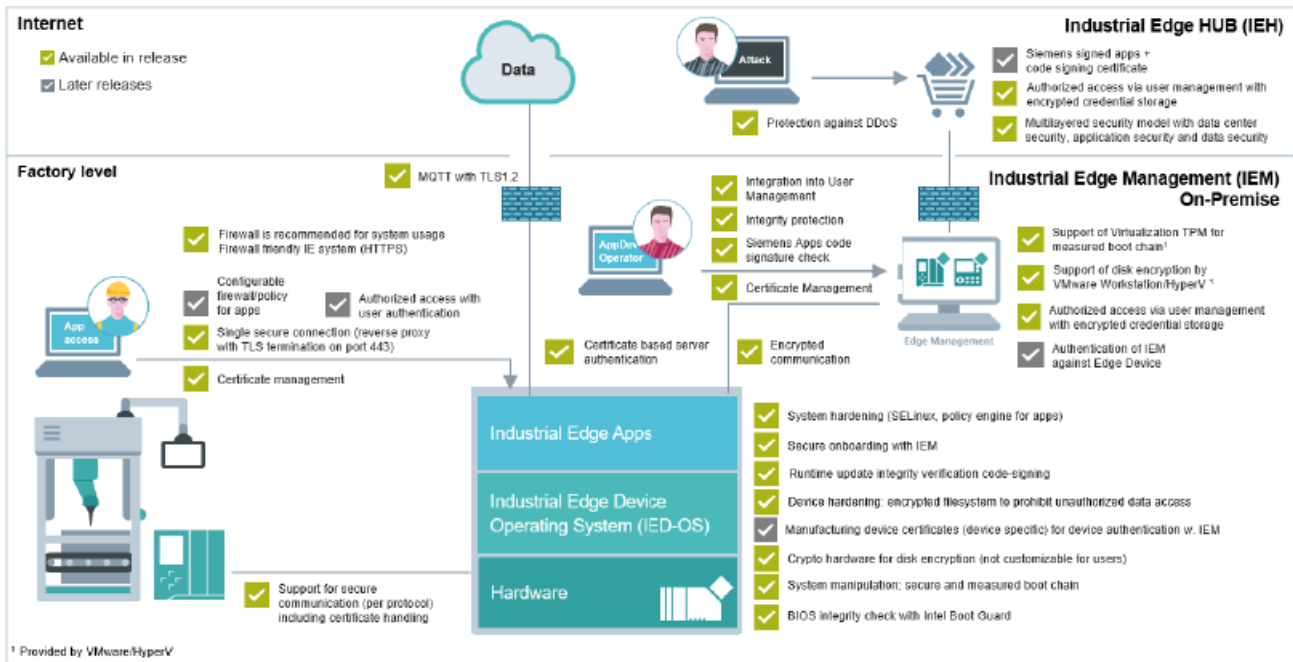 Internet
Available in release
Later releases
Data
Attack
Protection against DDoS
Industrial Edge HUB (IEH)
Siemens signed apps +
code signing certificate
Authorized access via user management with
encrypted credential storage
Multilayered security model with data center
security, application security and data security
Factory level
MQTT with TLS1.2
Firewall is recommended for system usage
Firewall friendly IE system (HTTPS)
Configurable
firewall/policy
for apps
Authorized access with
user authentication
App
access
Single secure connection (reverse proxy
with TLS termination on port 443)
Certificate management
AppDev
Operator
Integration into User
Management
Integrity protection
Siemens Apps code
signature check
Certificate Management
Certificate based server
authentication
Encrypted
communication
Industrial Edge Management (IEM)
On-Premise
Edge Management
Support of Virtualization TPM for
measured boot chain¹
Support of disk encryption by
VMware Workstation/HyperV ¹
Authorized access via user management
with encrypted credential storage
Authentication of IEM
against Edge Device
Industrial Edge Apps
Industrial Edge Device
Operating System (IED-OS)
Hardware
System hardening (SELinux, policy engine for apps)
Secure onboarding with IEM
Runtime update integrity verification code-signing
Device hardening: encrypted filesystem to prohibit unauthorized data access
Manufacturing device certificates (device specific) for device authentication w. IEM
Crypto hardware for disk encryption (not customizable for users)
System manipulation: secure and measured boot chain
BIOS integrity check with Intel Boot Guard
Support for secure
communication (per protocol)
including certificate handling
¹ Provided by VMware/HyperV